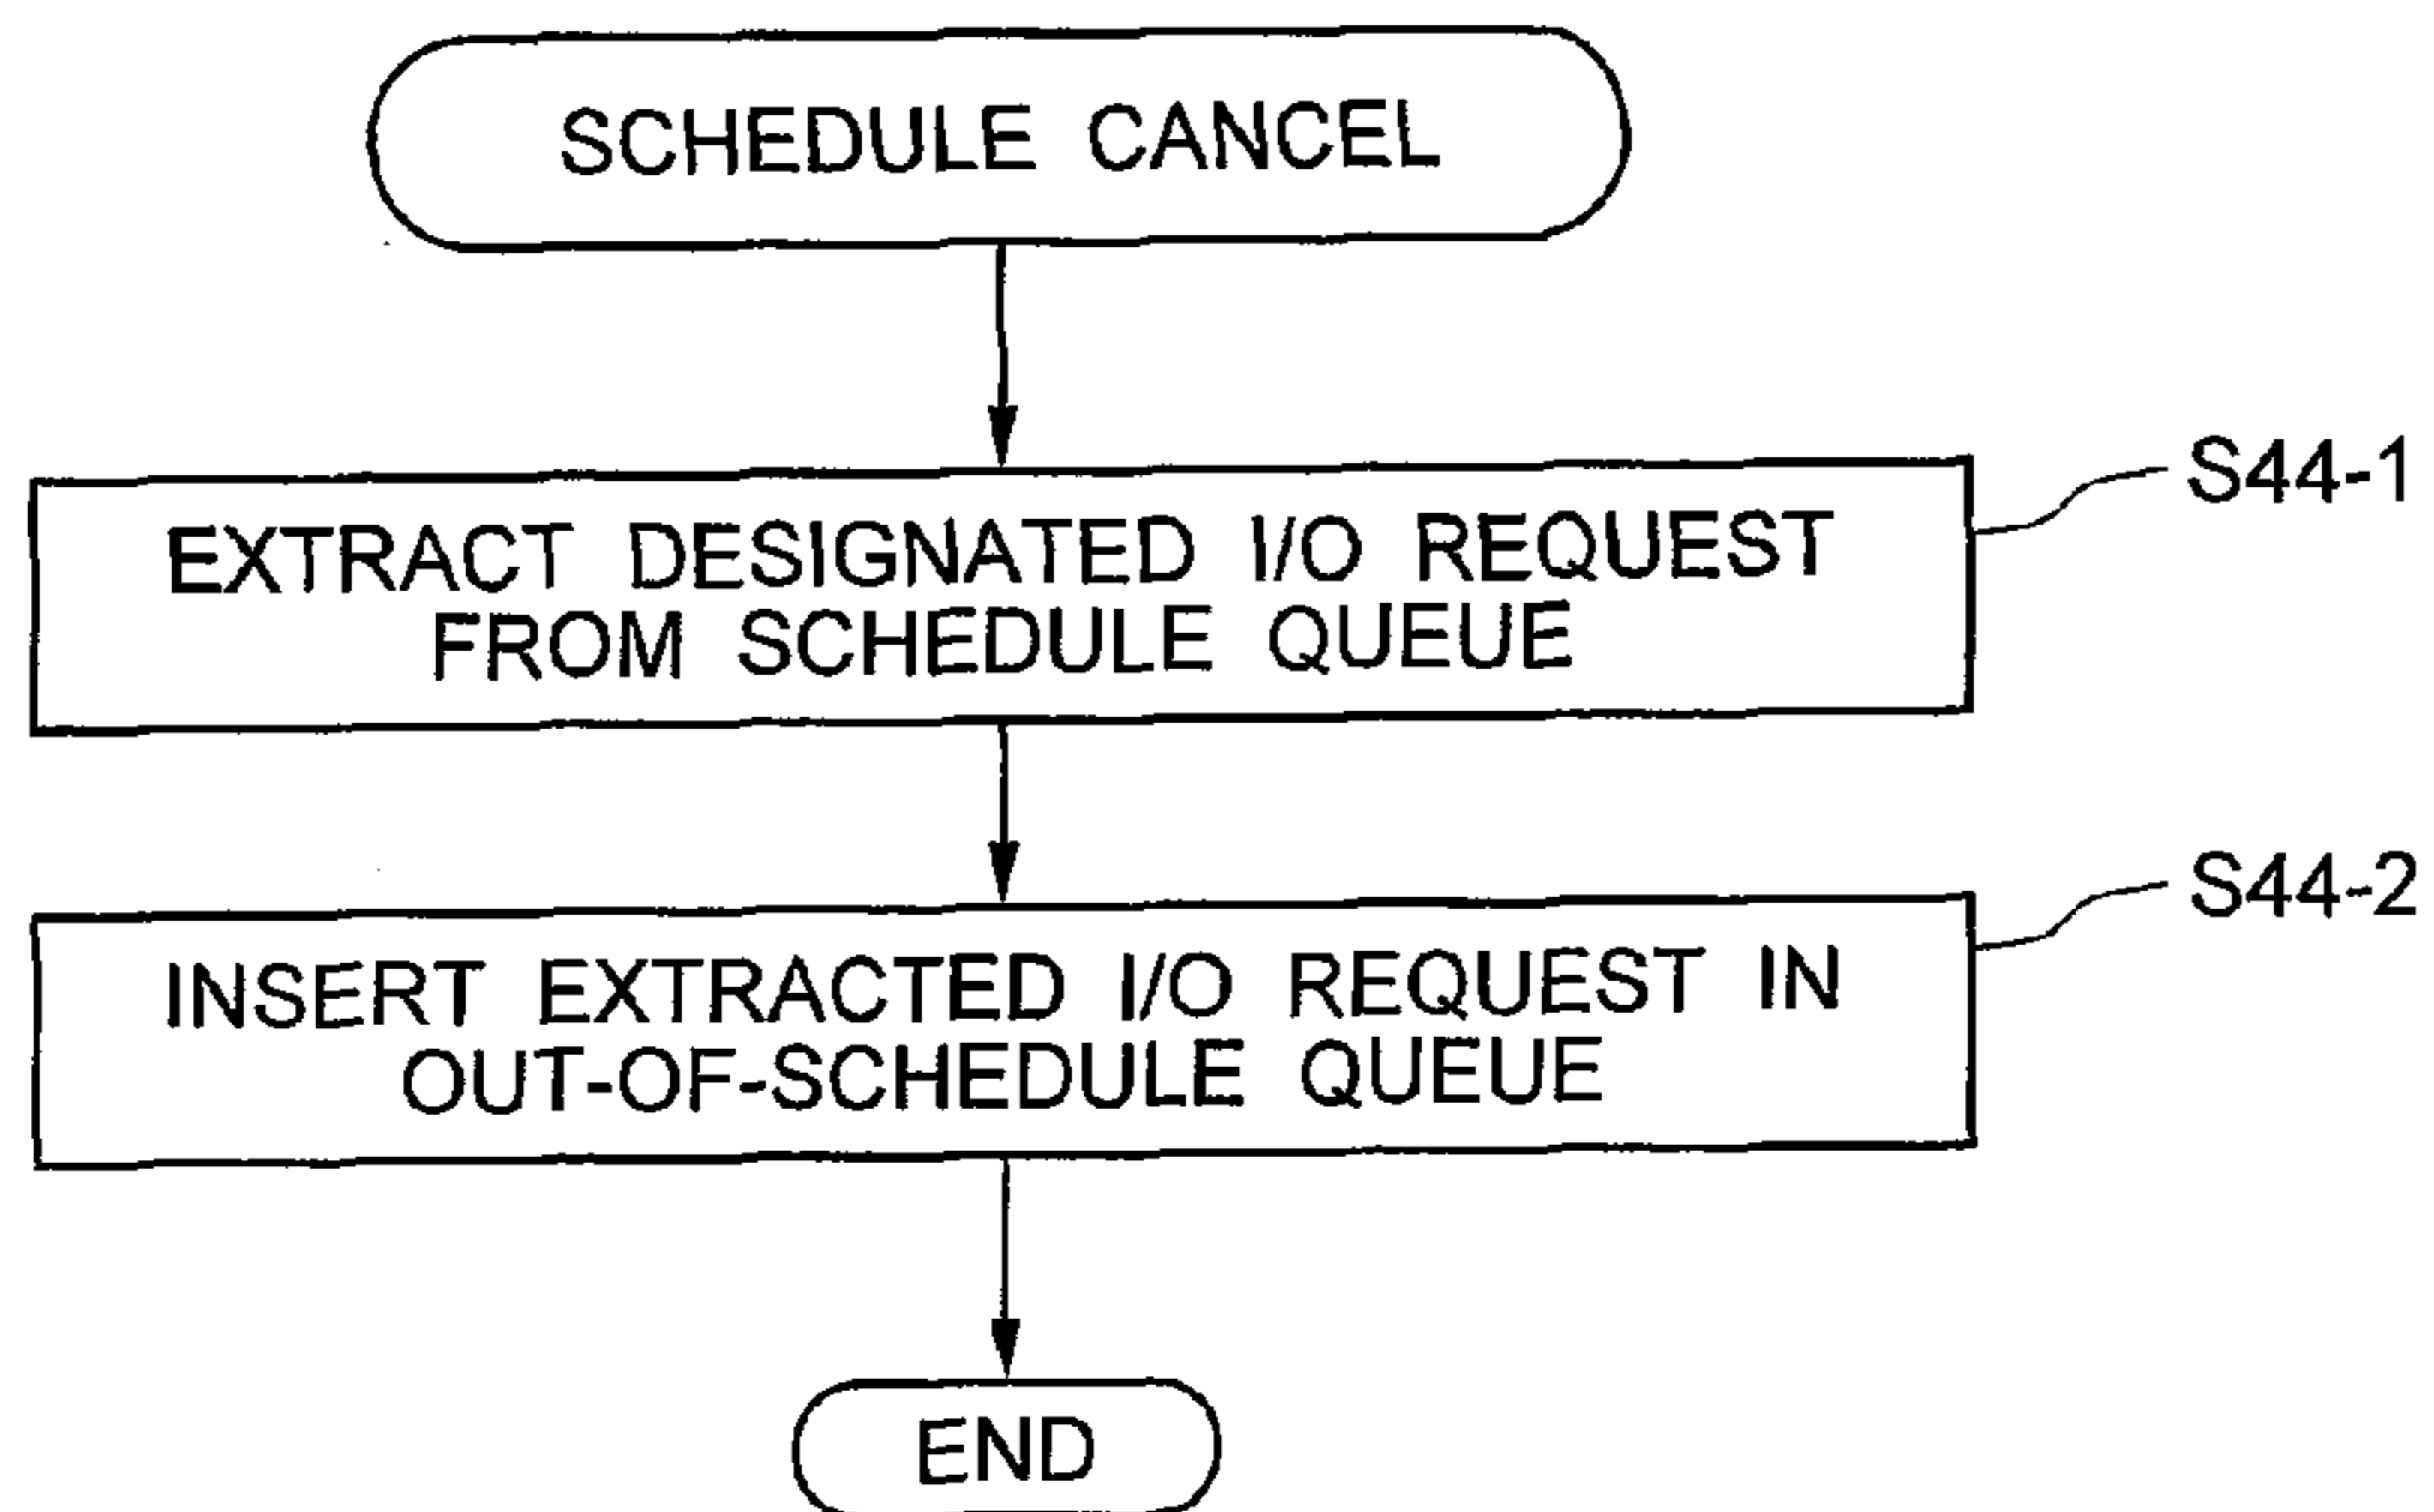 SCHEDULE CANCEL
S44-1
EXTRACT DESIGNATED I/O REQUEST
FROM SCHEDULE QUEUE
S44-2
INSERT EXTRACTED I/O REQUEST IN
OUT-OF-SCHEDULE QUEUE
END